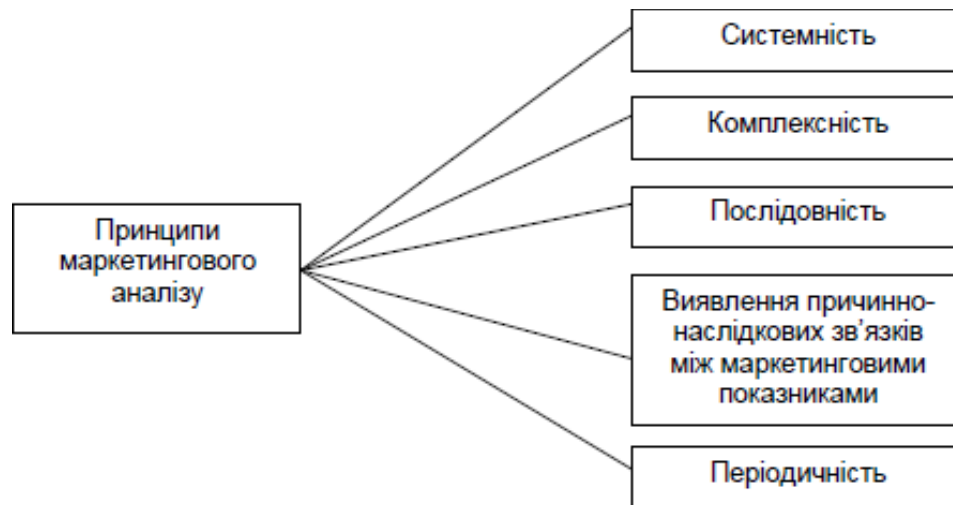 Принципи
маркетингового
аналізу
Системність
Комплексність
Послідовність
Виявлення причинно-
наслідкових зв’язків
між маркетинговими
показниками
Періодичність